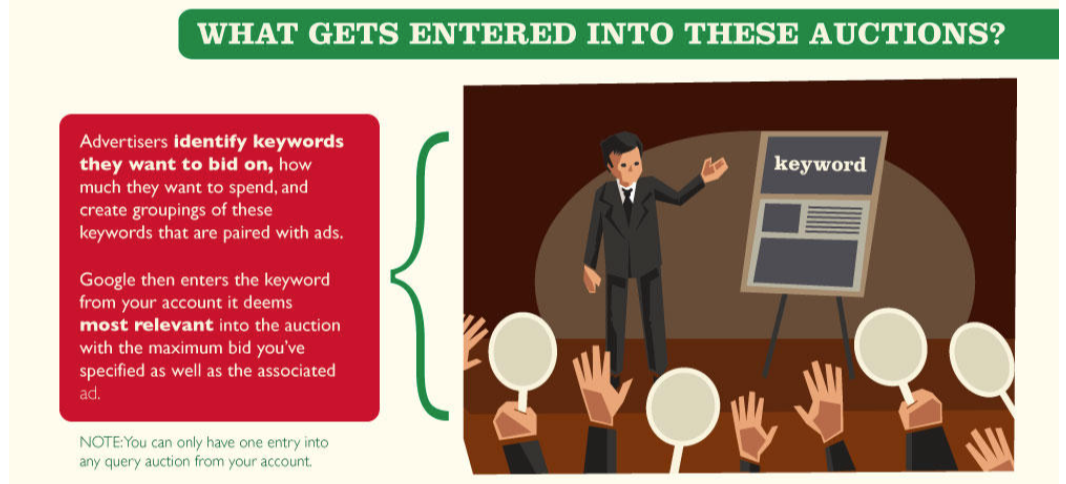 WHAT GETS ENTERED INTO THESE AUCTIONS?
Advertisers identify keywords
they want to bid on, how
much they want to spend, and
create groupings of these
keywords that are paired with ads.
Google then enters the keyword
from your account it deems
most relevant into the auction
with the maximum bid you've
specified as well as the associated
ad.
NOTE:You can only have one entry into
any query auction from your account.
keyword